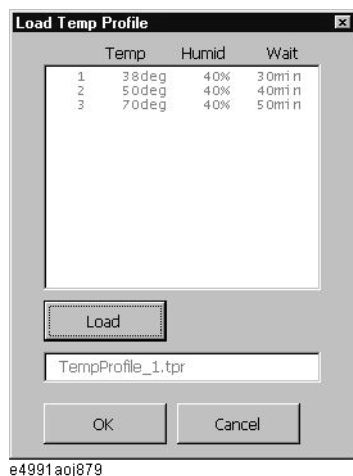 Load Temp Profile
Temp Humid Wait
1 38deg 40% 30min
2 50deg 40% 40min
3 70deg 40% 50min
Load
TempProfile_1.tpr
OK Cancel
e4991aoj879